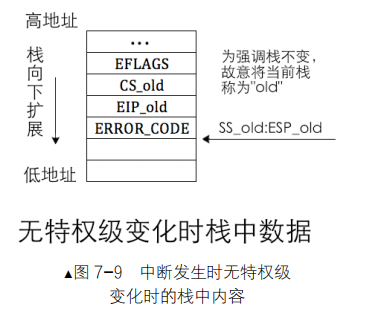 高地址
...
EFLAGS
CS_old
EIP_old
ERROR_CODE
栈向下扩展
低地址
为强调栈不变，
故意将当前栈
称为"old"
SS_old:ESP_old
无特权级变化时栈中数据
▲图 7-9 中断发生时无特权级
变化时的栈中内容